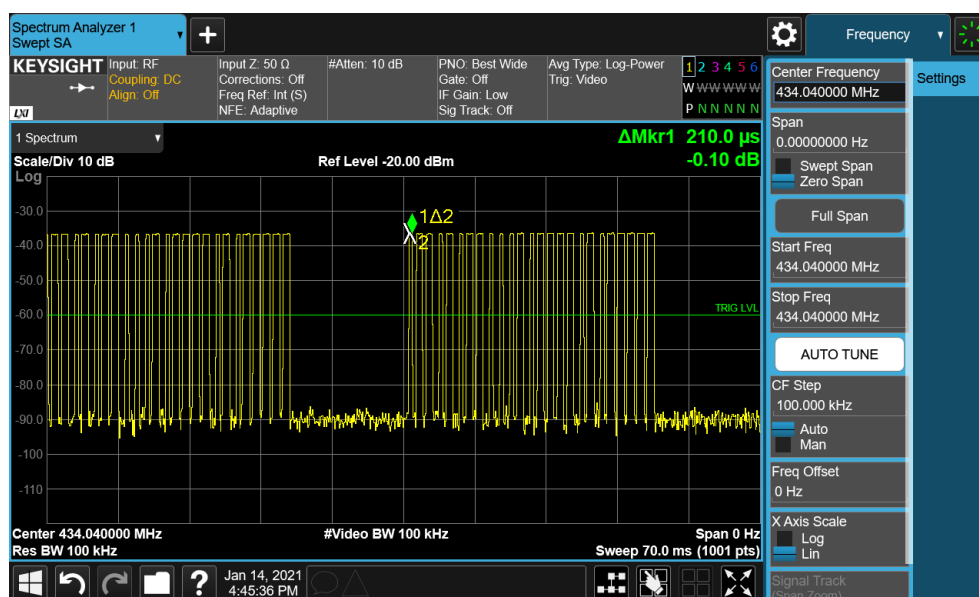 Spectrum Analyzer 1
Swept SA
Frequency
KEYSIGHT
LXI
Input: RF
Coupling: DC
Align: Off
Input Z: 50 Ω
Corrections: Off
Freq Ref: Int (S)
NFE: Adaptive
#Atten: 10 dB
PNO: Best Wide
Gate: Off
IF Gain: Low
Sig Track: Off
Avg Type: Log-Power
Trig: Video
1 2 3 4 5 6
W W W W W W
P N N N N N
1 Spectrum
Scale/Div 10 dB
Log
Ref Level -20.00 dBm
ΔMkr1 210.0 µs
-0.10 dB
-30.0
-40.0
-50.0
-60.0
-70.0
-80.0
-90.0
-100
-110
1Δ2
2
TRIG LVL
Center 434.040000 MHz
Res BW 100 kHz
#Video BW 100 kHz
Span 0 Hz
Sweep 70.0 ms (1001 pts)
Jan 14, 2021
4:45:36 PM
Center Frequency
434.040000 MHz
Settings
Span
0.00000000 Hz
Swept Span
Zero Span
Full Span
Start Freq
434.040000 MHz
Stop Freq
434.040000 MHz
AUTO TUNE
CF Step
100.000 kHz
Auto
Man
Freq Offset
0 Hz
X Axis Scale
Log
Lin
Signal Track
(Span Zoom)